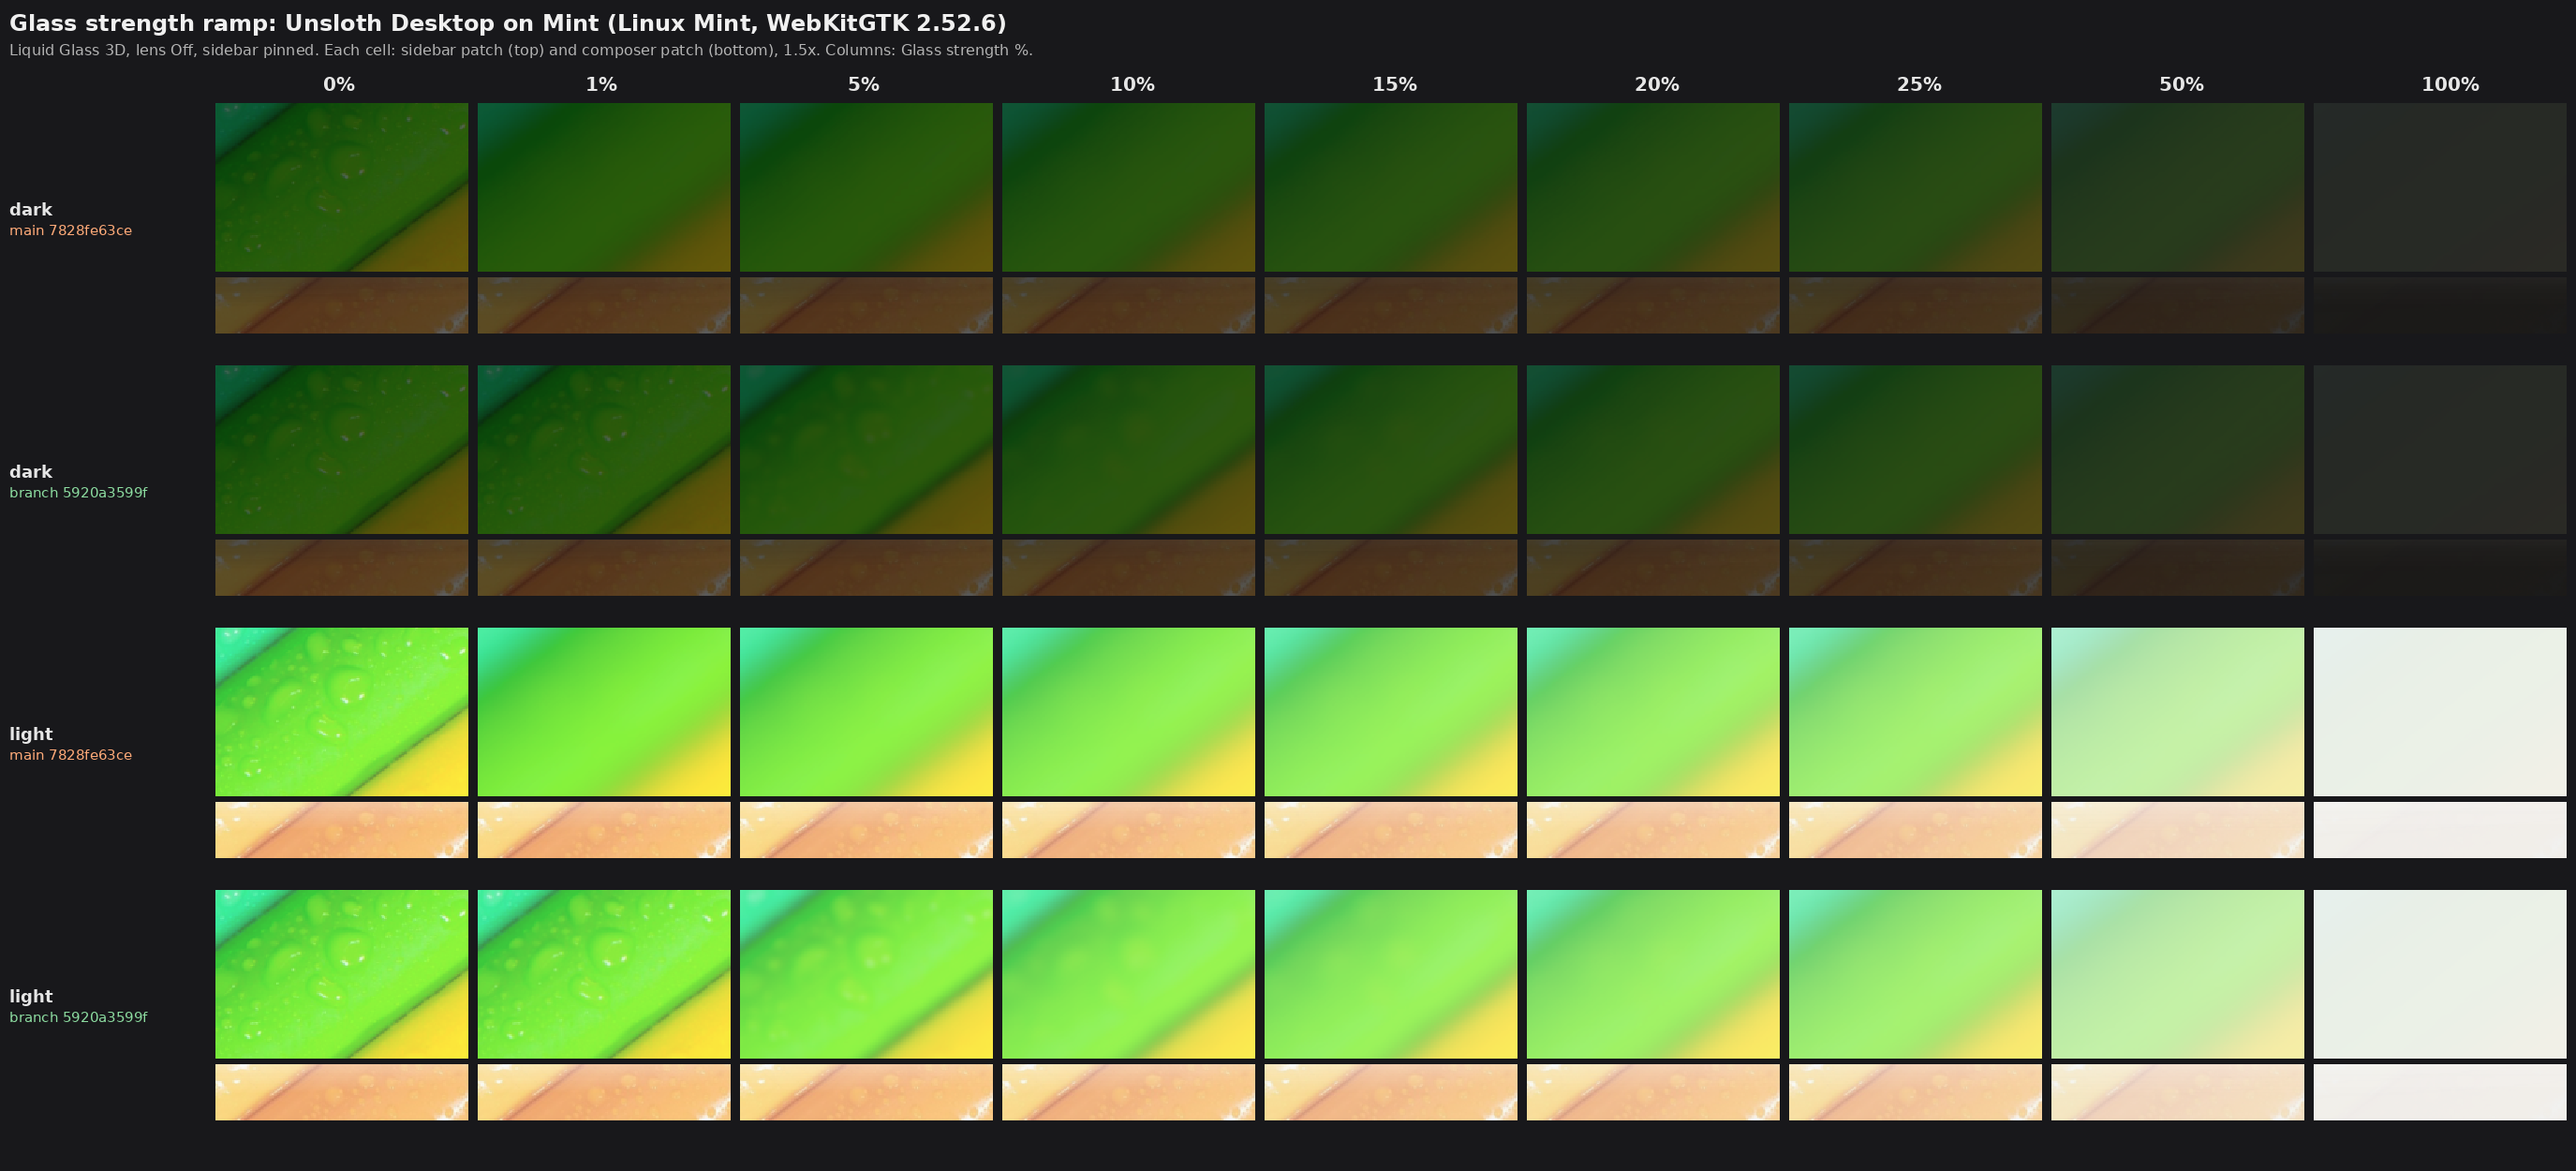 Glass strength ramp: Unsloth Desktop on Mint (Linux Mint, WebKitGTK 2.52.6)
Liquid Glass 3D, lens Off, sidebar pinned. Each cell: sidebar patch (top) and composer patch (bottom), 1.5x. Columns: Glass strength %.
0% 1% 5% 10% 15% 20% 25% 50% 100%
dark
main 7828fe63ce
dark
branch 5920a3599f
light
main 7828fe63ce
light
branch 5920a3599f